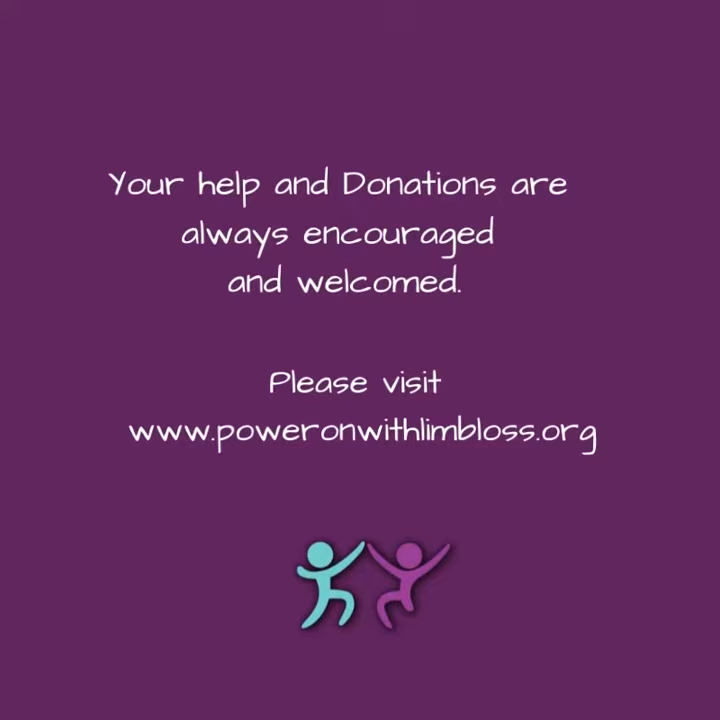 Your help and Donations are
always encouraged
and welcomed.
Please visit
www.poweronwithlimbloss.org